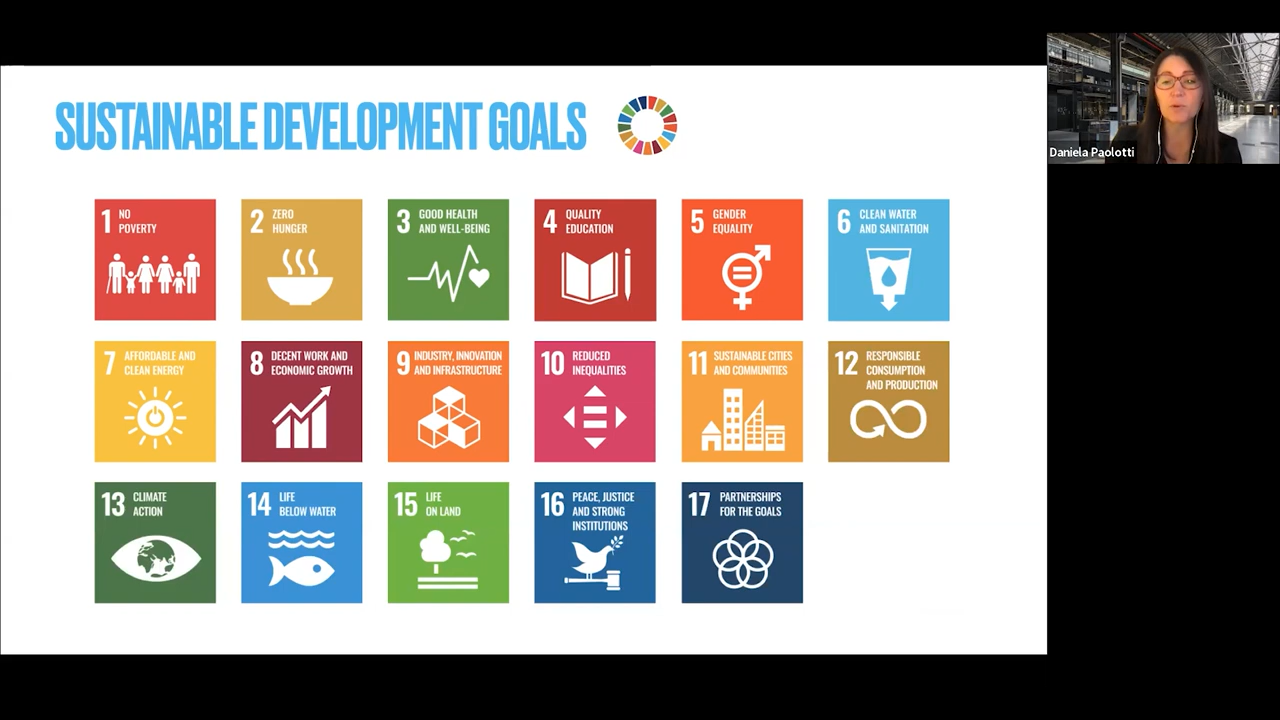 SUSTAINABLE DEVELOPMENT GOALS
1 NO
POVERTY
2 ZERO
HUNGER
3 GOOD HEALTH
AND WELL-BEING
4 QUALITY
EDUCATION
5 GENDER
EQUALITY
6 CLEAN WATER
AND SANITATION
7 AFFORDABLE AND
CLEAN ENERGY
8 DECENT WORK AND
ECONOMIC GROWTH
9 INDUSTRY, INNOVATION
AND INFRASTRUCTURE
10 REDUCED
INEQUALITIES
11 SUSTAINABLE CITIES
AND COMMUNITIES
12 RESPONSIBLE
CONSUMPTION
AND PRODUCTION
13 CLIMATE
ACTION
14 LIFE
BELOW WATER
15 LIFE
ON LAND
16 PEACE, JUSTICE
AND STRONG
INSTITUTIONS
17 PARTNERSHIPS
FOR THE GOALS
Daniela Paolotti